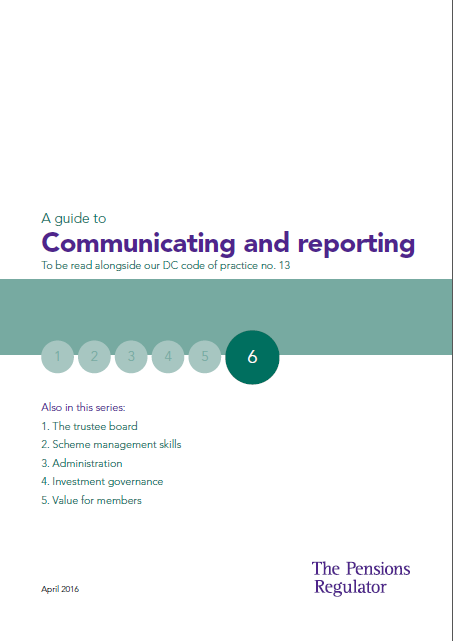 A guide to
Communicating and reporting
To be read alongside our DC code of practice no. 13
1 2 3 4 5 6
Also in this series:
1. The trustee board
2. Scheme management skills
3. Administration
4. Investment governance
5. Value for members
The Pensions
Regulator
April 2016